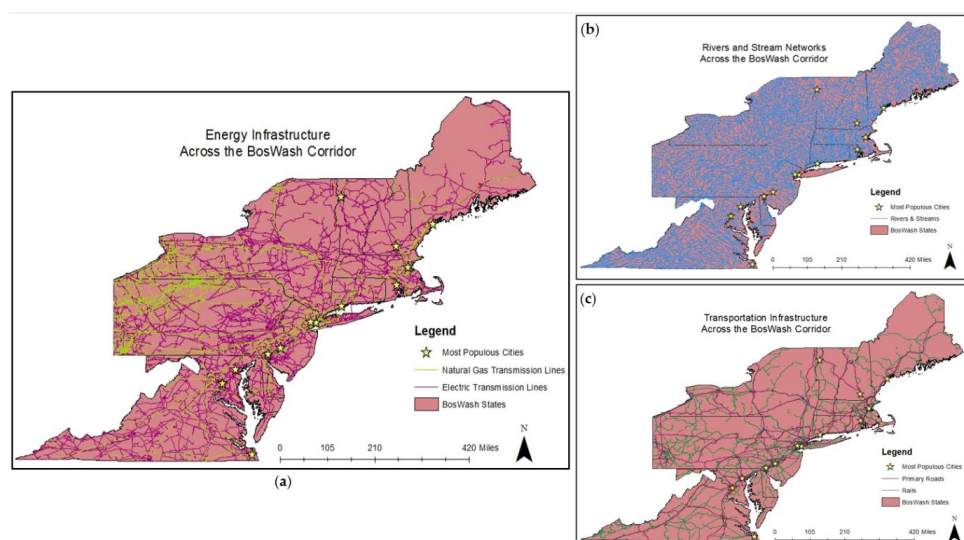 Energy Infrastructure
Across the BosWash Corridor
Legend
Most Populous Cities
Natural Gas Transmission Lines
Electric Transmission Lines
BosWash States
N
0 105 210 420 Miles
(a)
(b)
Rivers and Stream Networks
Across the BosWash Corridor
Legend
Most Populous Cities
Rivers & Streams
BosWash States
N
0 105 210 420 Miles
(c)
Transportation Infrastructure
Across the BosWash Corridor
Legend
Most Populous Cities
Primary Roads
Rails
BosWash States
N
0 105 210 420 Miles